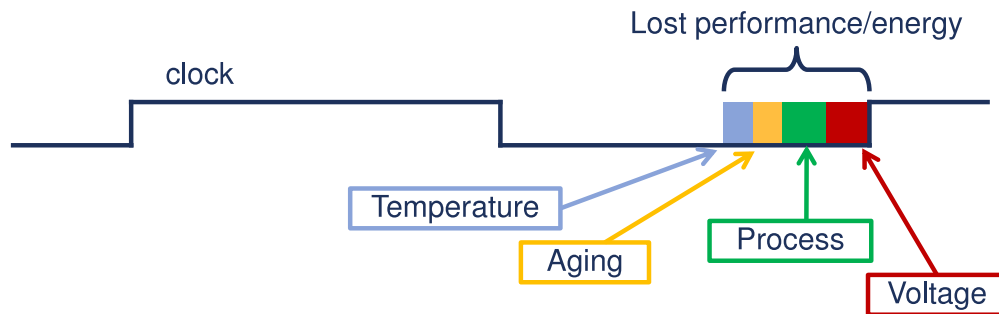 Lost performance/energy
clock
Temperature
Aging
Process
Voltage